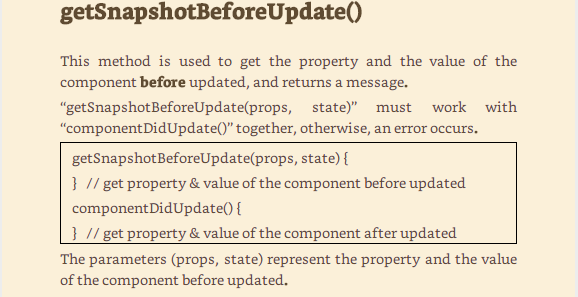 getSnapshotBeforeUpdate()
This method is used to get the property and the value of the
component before updated, and returns a message.
“getSnapshotBeforeUpdate(props, state)” must work with
“componentDidUpdate()” together, otherwise, an error occurs.
getSnapshotBeforeUpdate(props, state) {
} // get property & value of the component before updated
componentDidUpdate() {
} // get property & value of the component after updated
The parameters (props, state) represent the property and the value
of the component before updated.